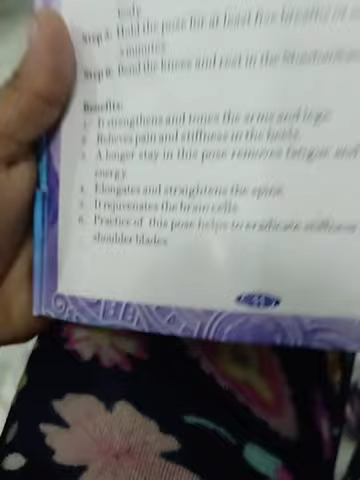 body
Step 5: Hold the pose for at least five breaths
minutes
Step 6: Bend the knees and rest in the
Benefits:
1. It strengthens and tones the arms and legs.
2. Relieves pain and stiffness in the heels.
3. A longer stay in this pose removes fatigue and
energy
4. Elongates and straightens the spine.
5. It rejuvenates the brain cells.
6. Practice of this pose helps to eradicate stiffness
shoulder blades